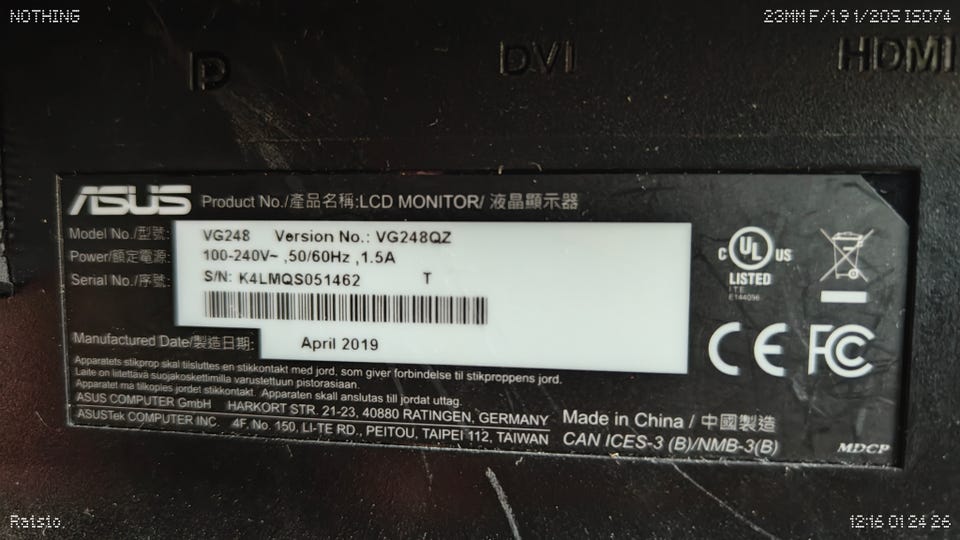 NOTHING
23MM F/1.9 1/20S ISO74
DVI
HDMI
ASUS Product No./產品名稱:LCD MONITOR/ 液晶顯示器
Model No./型號: VG248 Version No.: VG248QZ
Power/額定電源: 100-240V~ ,50/60Hz ,1.5A
Serial No./序號: S/N: K4LMQS051462 T
C UL US
LISTED
I.T.E.
E144096
Manufactured Date/製造日期: April 2019
CE FC
Apparatets stikprop skal tilsluttes en stikkontakt med jord, som giver forbindelse til stikproppens jord.
Laite on liitettävä suojakoskettimilla varustettuun pistorasiaan.
Apparatet ma tilkoples jordet stikkontakt. Apparaten skall anslutas till jordat uttag.
ASUS COMPUTER GmbH HARKORT STR. 21-23, 40880 RATINGEN, GERMANY
Made in China / 中國製造
ASUSTek COMPUTER INC. 4F, No. 150, LI-TE RD., PEITOU, TAIPEI 112, TAIWAN
CAN ICES-3 (B)/NMB-3(B)
MDCP
Raisio
12:16 01 24 26